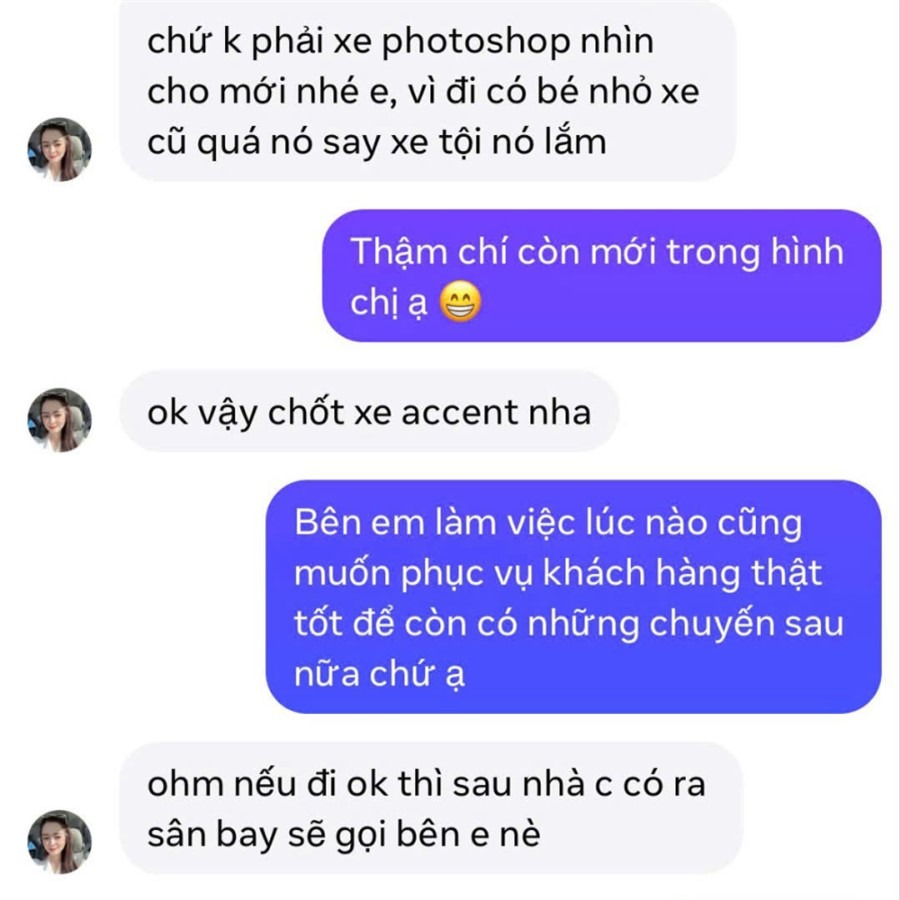 chứ k phải xe photoshop nhìn
cho mới nhé e, vì đi có bé nhỏ xe
cũ quá nó say xe tội nó lắm
Thậm chí còn mới trong hình
chị ạ 😁
ok vậy chốt xe accent nha
Bên em làm việc lúc nào cũng
muốn phục vụ khách hàng thật
tốt để còn có những chuyến sau
nữa chứ ạ
ohm nếu đi ok thì sau nhà c có ra
sân bay sẽ gọi bên e nè